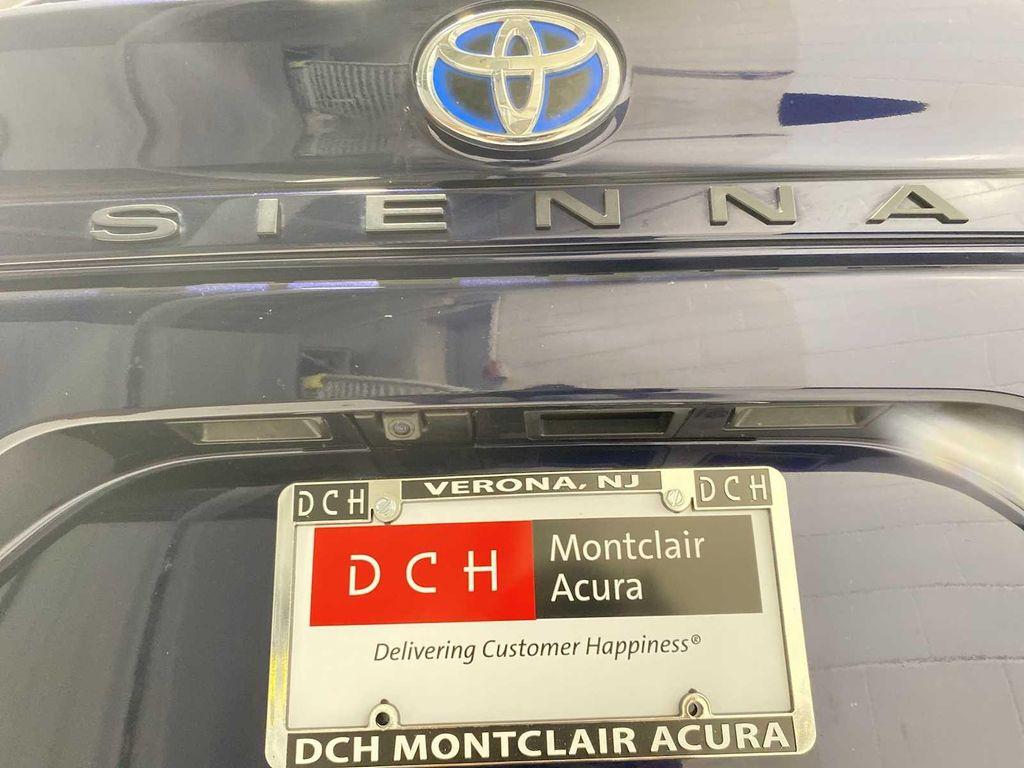 SIENNA
VERONA, NJ
DCH
DCH
DCH
Montclair
Acura
Delivering Customer Happiness®
DCH MONTCLAIR ACURA